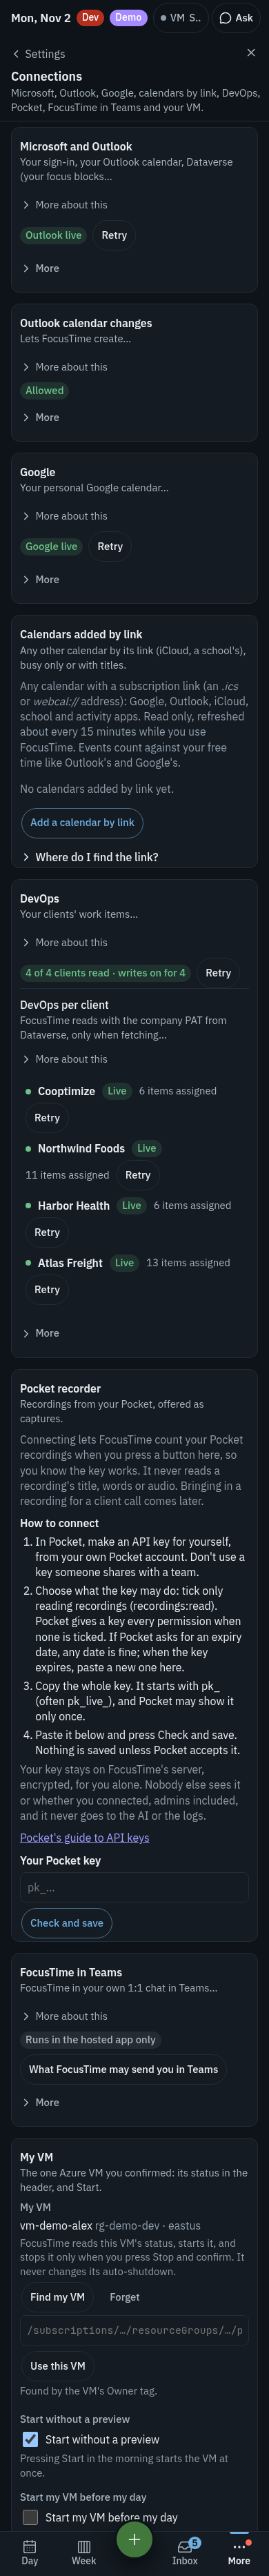 Mon, Nov 2 Dev Demo VM S.. Ask
Settings
Connections
Microsoft, Outlook, Google, calendars by link, DevOps,
Pocket, FocusTime in Teams and your VM.
Microsoft and Outlook
Your sign-in, your Outlook calendar, Dataverse
(your focus blocks...
More about this
Outlook live Retry
More
Outlook calendar changes
Lets FocusTime create...
More about this
Allowed
More
Google
Your personal Google calendar...
More about this
Google live Retry
More
Calendars added by link
Any other calendar by its link (iCloud, a school's),
busy only or with titles.
Any calendar with a subscription link (an .ics
or webcal:// address): Google, Outlook, iCloud,
school and activity apps. Read only, refreshed
about every 15 minutes while you use
FocusTime. Events count against your free
time like Outlook's and Google's.
No calendars added by link yet.
Add a calendar by link
Where do I find the link?
DevOps
Your clients' work items...
More about this
4 of 4 clients read · writes on for 4 Retry
DevOps per client
FocusTime reads with the company PAT from
Dataverse, only when fetching...
More about this
Cooptimize Live 6 items assigned
Retry
Northwind Foods Live
11 items assigned Retry
Harbor Health Live 6 items assigned
Retry
Atlas Freight Live 13 items assigned
Retry
More
Pocket recorder
Recordings from your Pocket, offered as
captures.
Connecting lets FocusTime count your Pocket
recordings when you press a button here, so
you know the key works. It never reads a
recording's title, words or audio. Bringing in a
recording for a client call comes later.
How to connect
1. In Pocket, make an API key for yourself,
from your own Pocket account. Don't use a
key someone shares with a team.
2. Choose what the key may do: tick only
reading recordings (recordings:read).
Pocket gives a key every permission when
none is ticked. If Pocket asks for an expiry
date, any date is fine; when the key
expires, paste a new one here.
3. Copy the whole key. It starts with pk_
(often pk_live_), and Pocket may show it
only once.
4. Paste it below and press Check and save.
Nothing is saved unless Pocket accepts it.
Your key stays on FocusTime's server,
encrypted, for you alone. Nobody else sees it
or whether you connected, admins included,
and it never goes to the AI or the logs.
Pocket's guide to API keys
Your Pocket key
pk_...
Check and save
FocusTime in Teams
FocusTime in your own 1:1 chat in Teams...
More about this
Runs in the hosted app only
What FocusTime may send you in Teams
More
My VM
The one Azure VM you confirmed: its status in the
header, and Start.
My VM
vm-demo-alex rg-demo-dev · eastus
FocusTime reads this VM's status, starts it, and
stops it only when you press Stop and confirm. It
never changes its auto-shutdown.
Find my VM Forget
/subscriptions/…/resourceGroups/…/p
Use this VM
Found by the VM's Owner tag.
Start without a preview
Start without a preview
Pressing Start in the morning starts the VM at
once.
Start my VM before my day
Start my VM before my day
Day Week Inbox 5 More